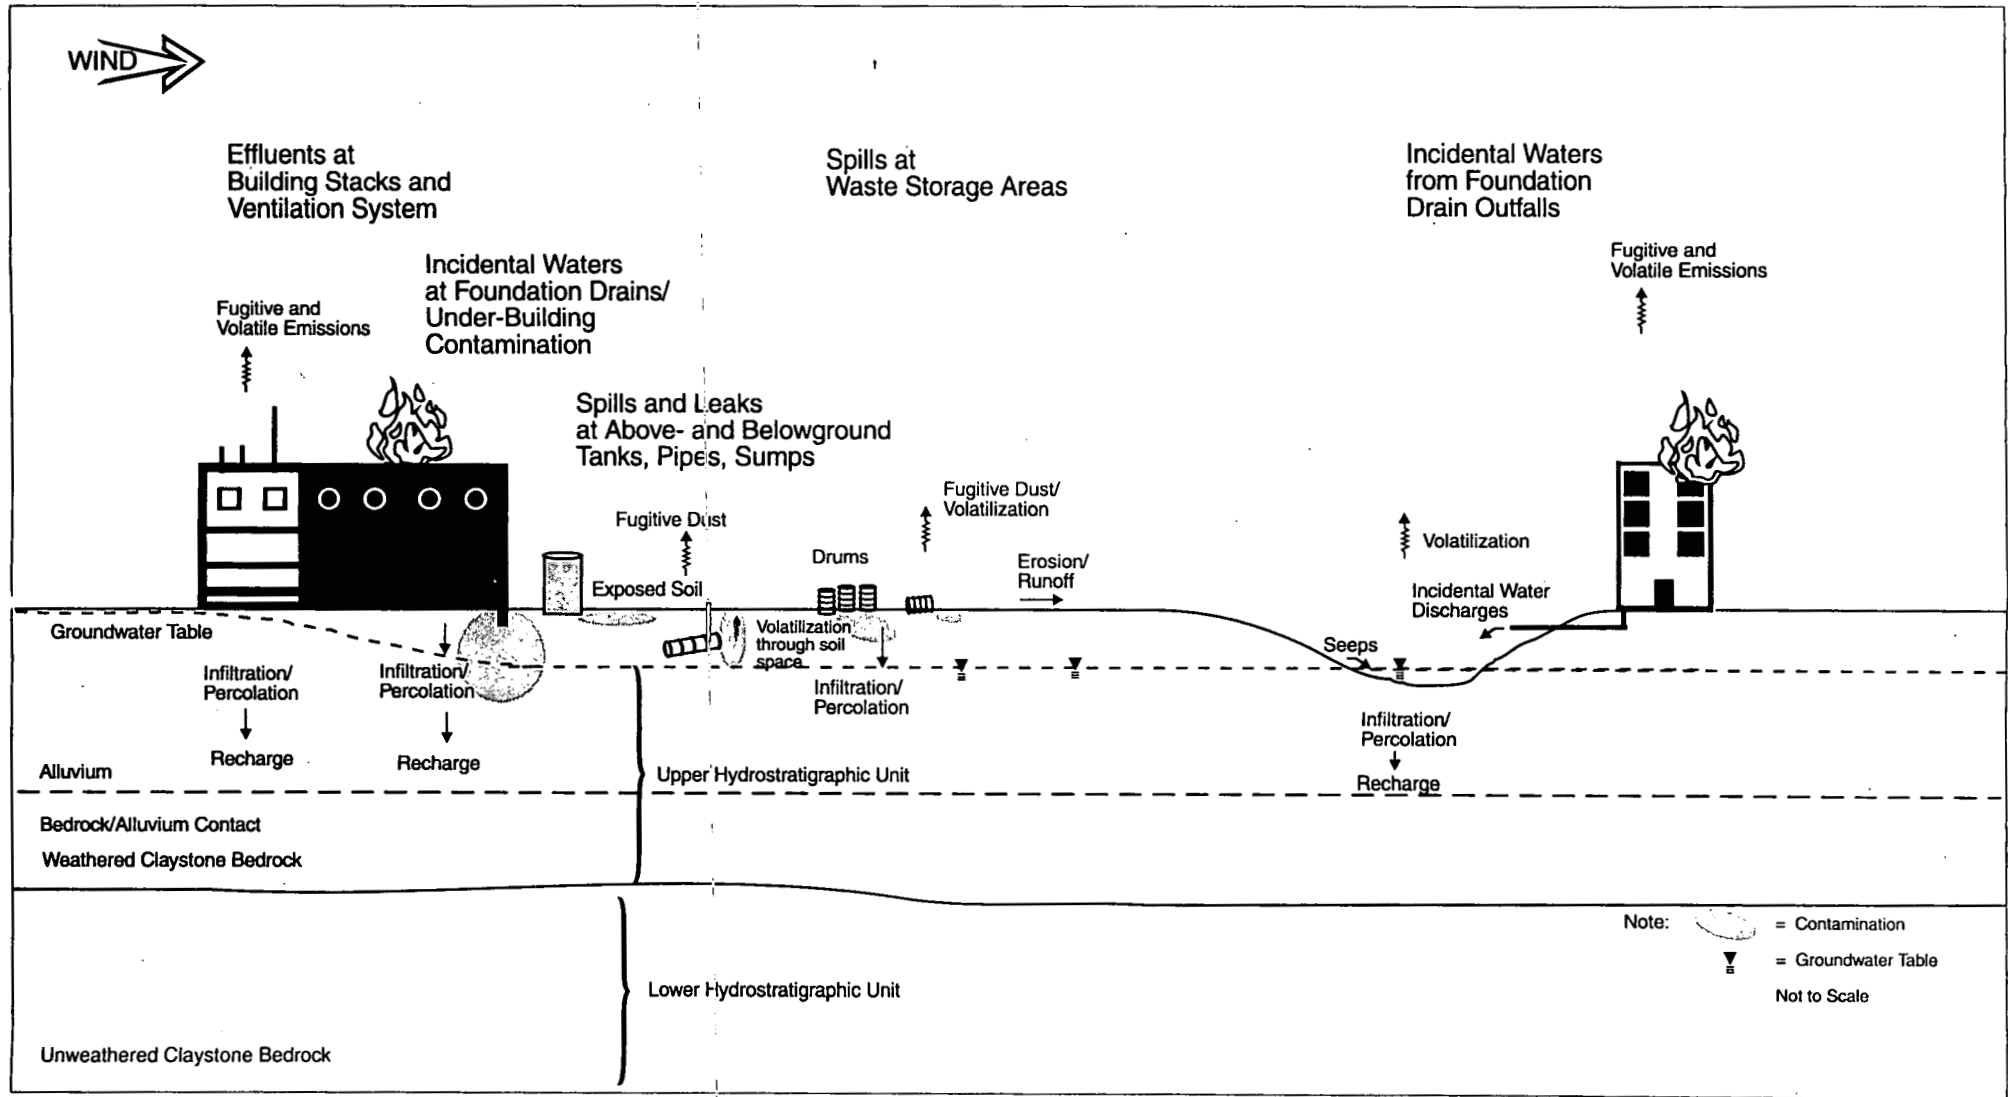 WIND
Effluents at
Building Stacks and
Ventilation System
Spills at
Waste Storage Areas
Incidental Waters
from Foundation
Drain Outfalls
Fugitive and
Volatile Emissions
Incidental Waters
at Foundation Drains/
Under-Building
Contamination
Fugitive and
Volatile Emissions
Spills and Leaks
at Above- and Belowground
Tanks, Pipes, Sumps
Fugitive Dust/
Volatilization
Fugitive Dust
Volatilization
Drums
Erosion/
Runoff
Exposed Soil
Incidental Water
Discharges
Groundwater Table
Volatilization
through soil
space
Seeps
Infiltration/
Percolation
Infiltration/
Percolation
Infiltration/
Percolation
Infiltration/
Percolation
Recharge
Recharge
Recharge
Alluvium
Upper Hydrostratigraphic Unit
Bedrock/Alluvium Contact
Weathered Claystone Bedrock
Note:
= Contamination
= Groundwater Table
Not to Scale
Lower Hydrostratigraphic Unit
Unweathered Claystone Bedrock